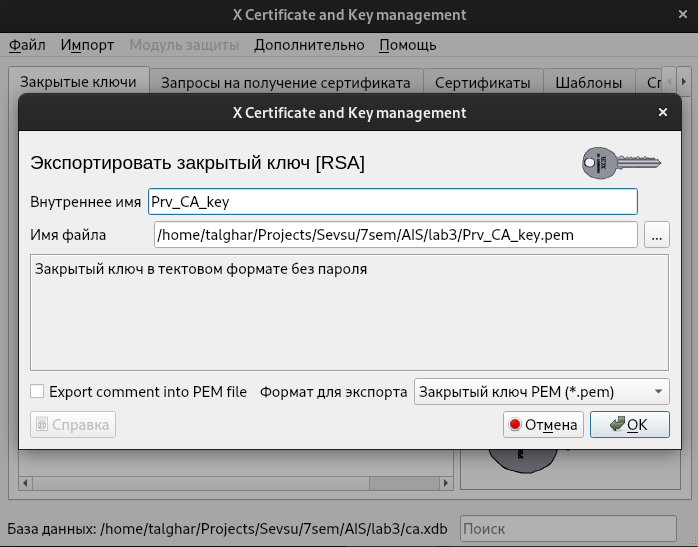 X Certificate and Key management
Файл Импорт Модуль защиты Дополнительно Помощь
Закрытые ключи Запросы на получение сертификата Сертификаты Шаблоны
X Certificate and Key management
Экспортировать закрытый ключ [RSA]
Внутреннее имя Prv_CA_key
Имя файла /home/talghar/Projects/Sevsu/7sem/AIS/lab3/Prv_CA_key.pem ...
Закрытый ключ в тектовом формате без пароля
Export comment into PEM file Формат для экспорта Закрытый ключ PEM (*.pem)
Справка Отмена OK
База данных: /home/talghar/Projects/Sevsu/7sem/AIS/lab3/ca.xdb Поиск